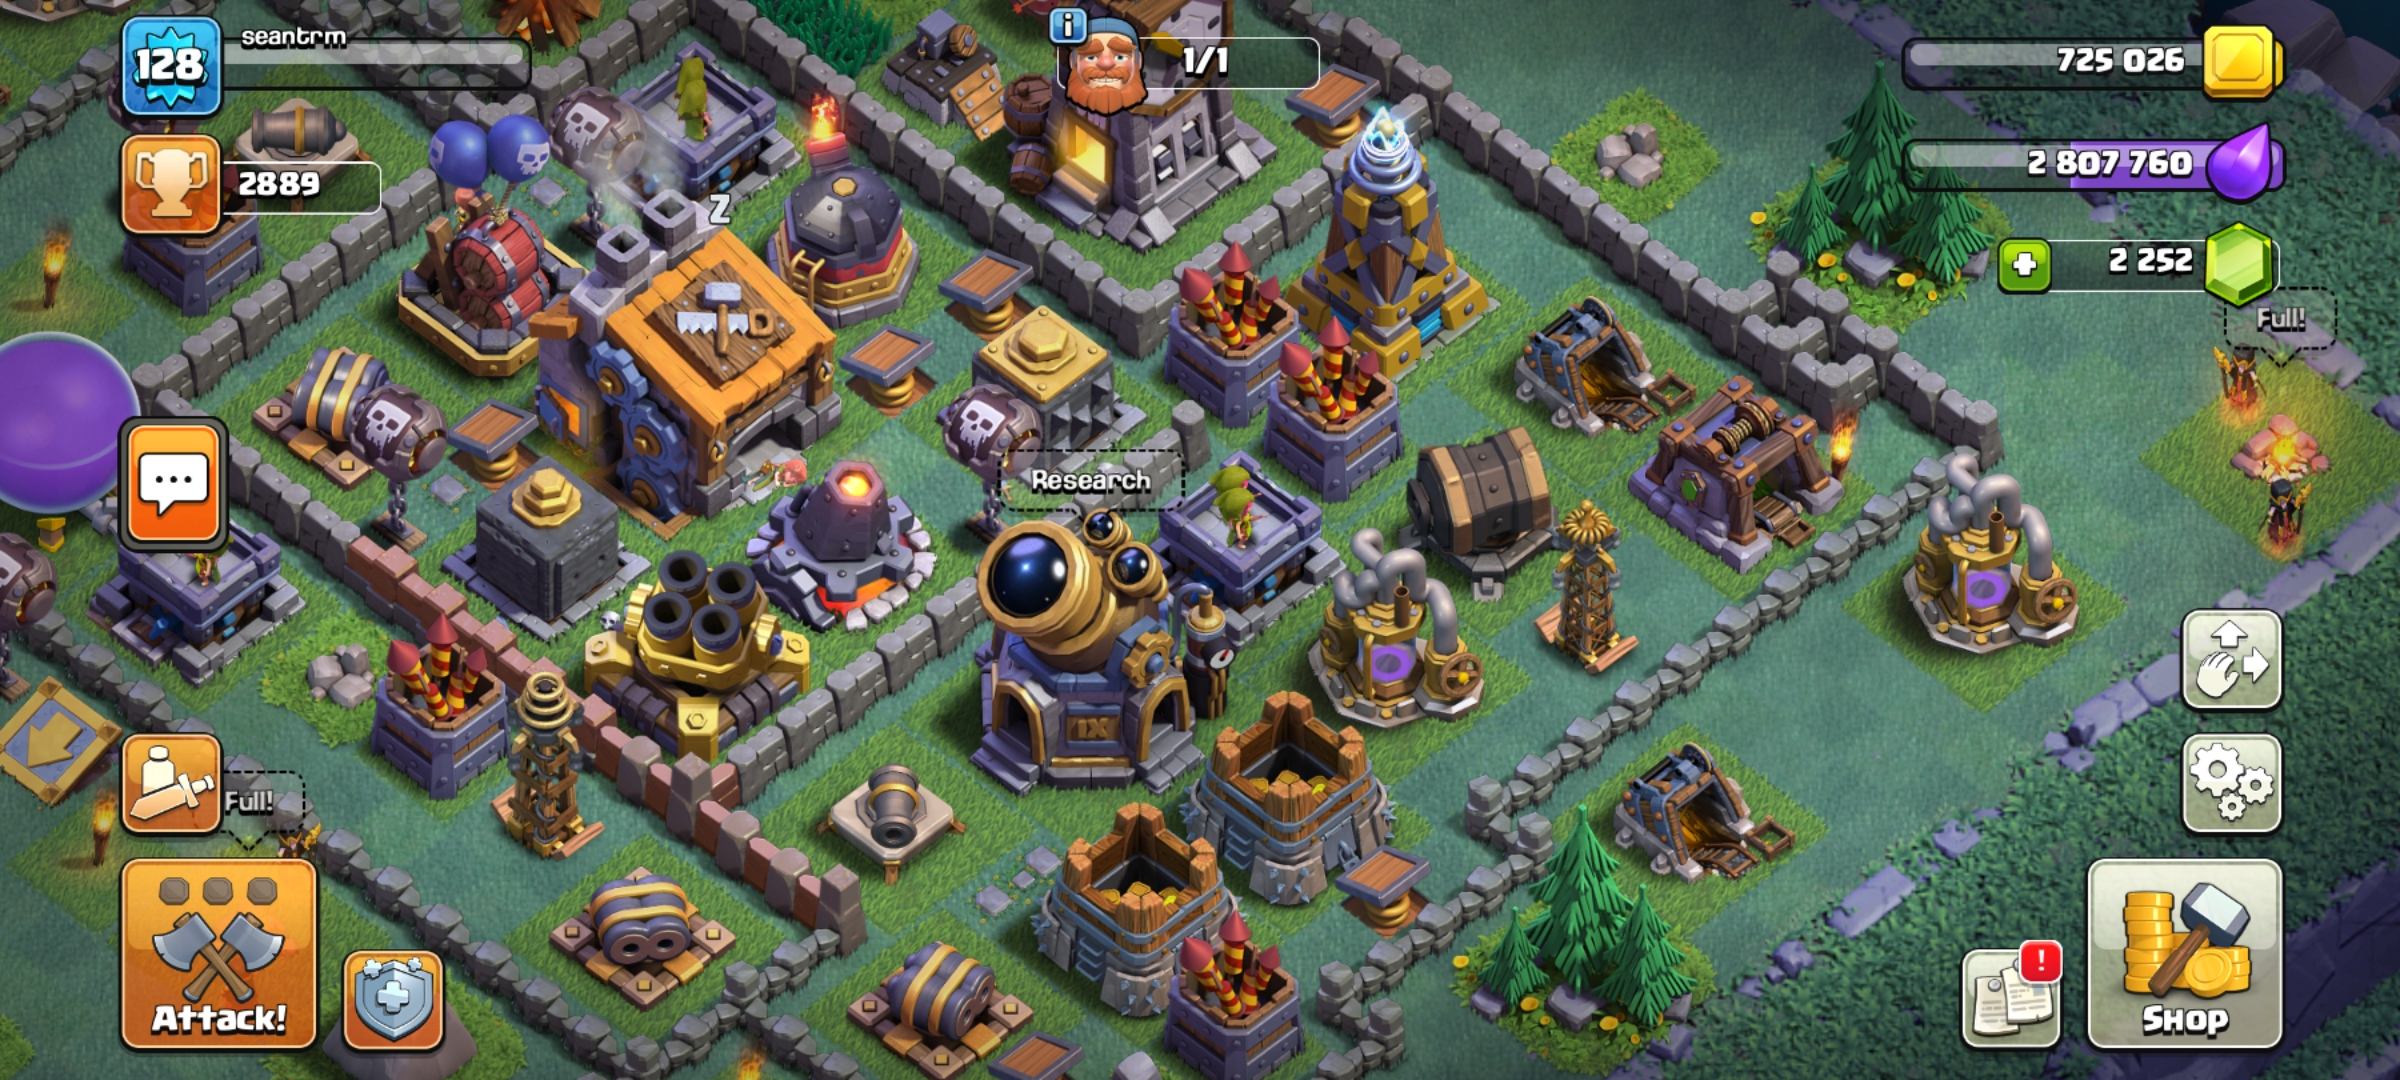 128
seantrm
1/1
725 026
2889
2 807 760
Z
2 252
Full!
Research
IX
Full!
Attack!
!
Shop